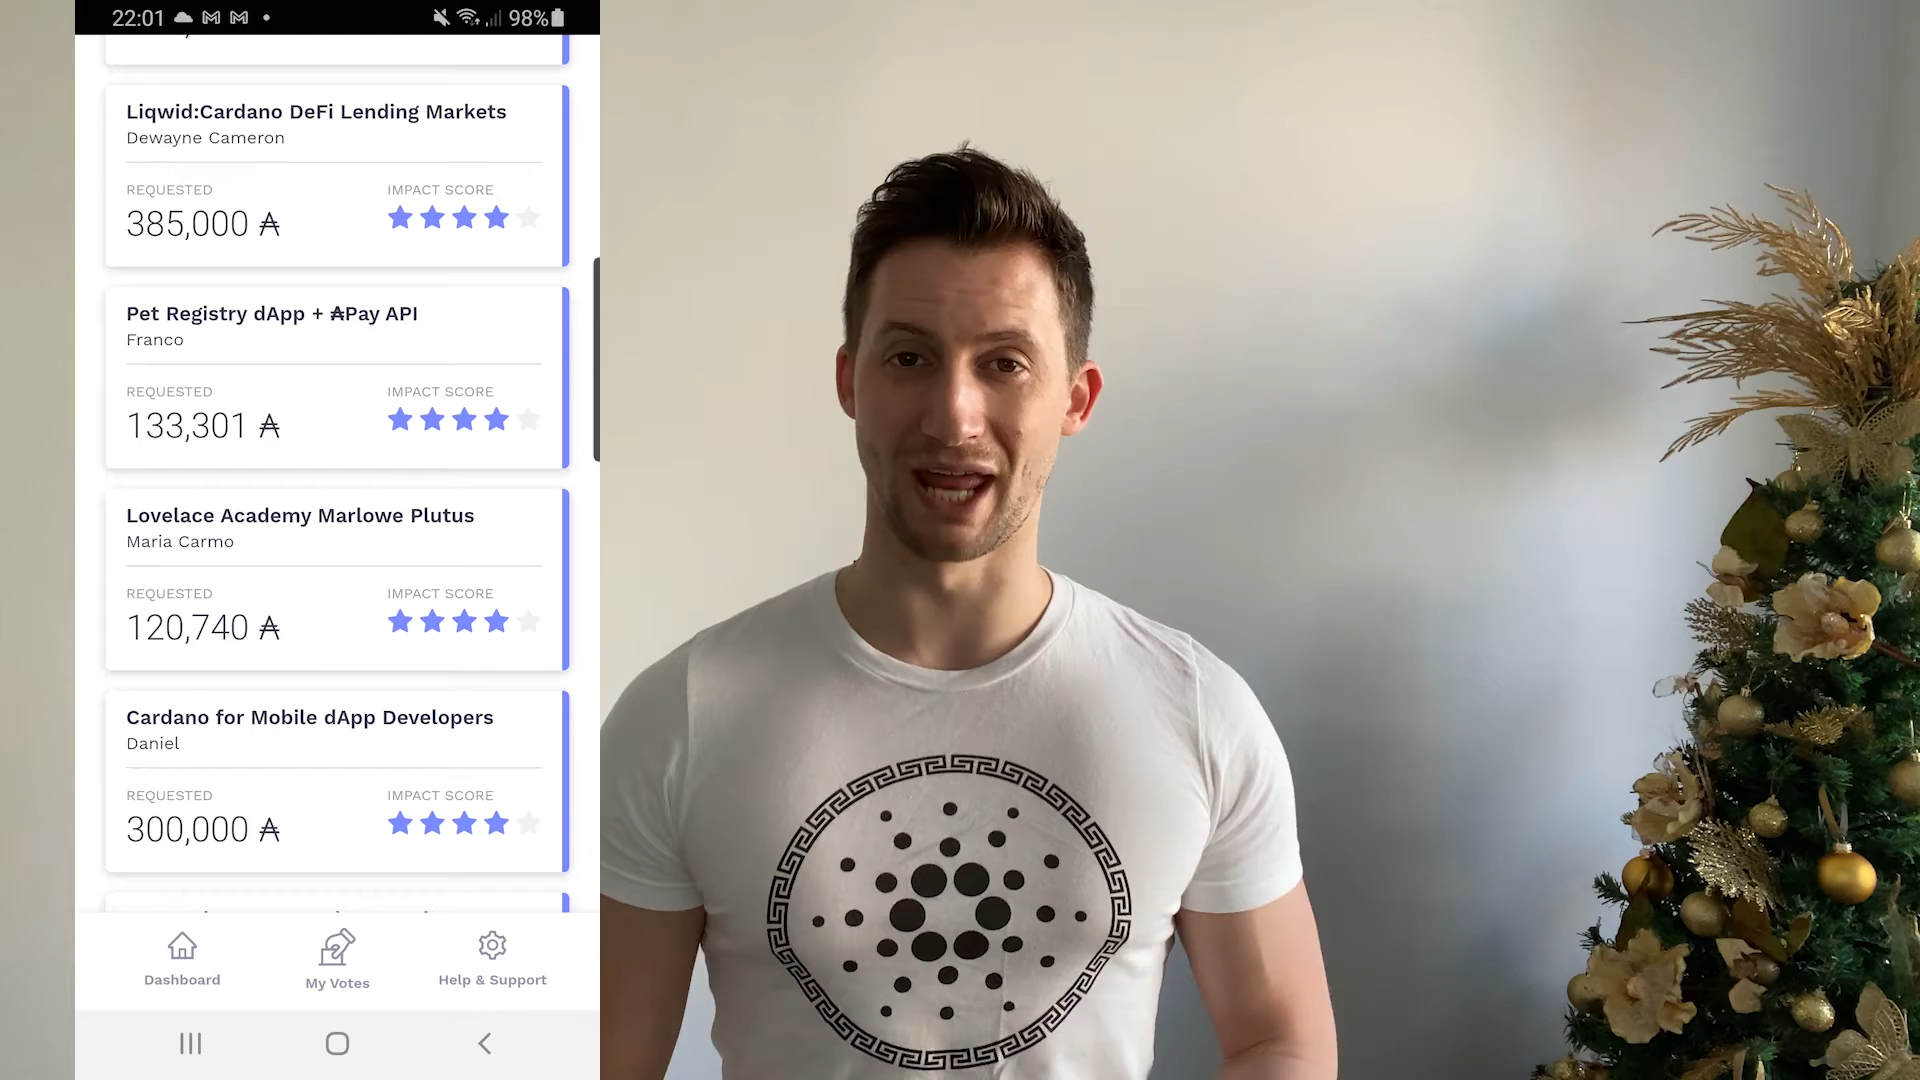 22:01
98%
Liqwid:Cardano DeFi Lending Markets
Dewayne Cameron
REQUESTED
IMPACT SCORE
385,000 ₳
Pet Registry dApp + ₳Pay API
Franco
REQUESTED
IMPACT SCORE
133,301 ₳
Lovelace Academy Marlowe Plutus
Maria Carmo
REQUESTED
IMPACT SCORE
120,740 ₳
Cardano for Mobile dApp Developers
Daniel
REQUESTED
IMPACT SCORE
300,000 ₳
Dashboard
My Votes
Help & Support